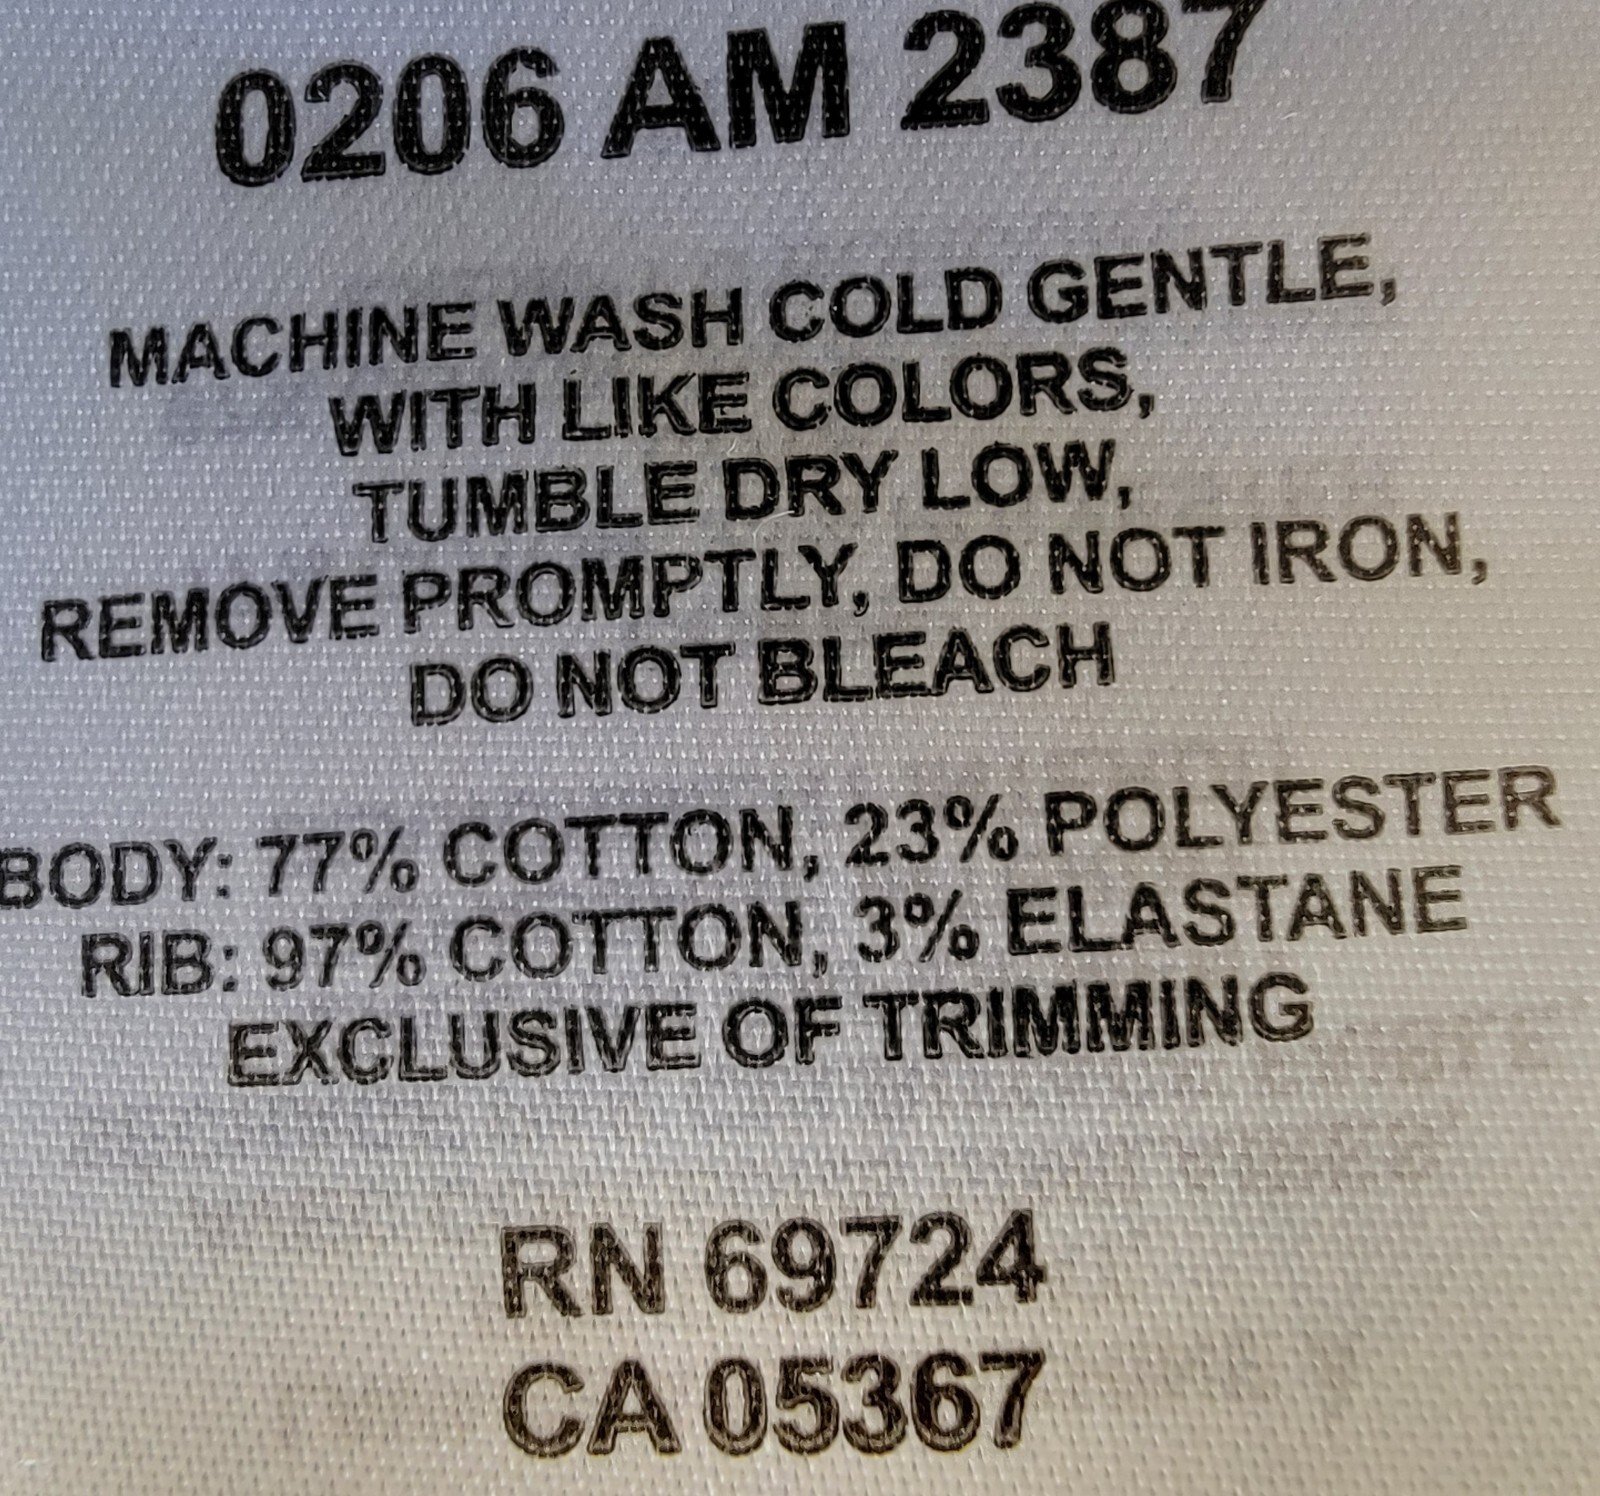 0206 AM 2387
MACHINE WASH COLD GENTLE,
WITH LIKE COLORS,
TUMBLE DRY LOW,
REMOVE PROMPTLY, DO NOT IRON,
DO NOT BLEACH
BODY: 77% COTTON, 23% POLYESTER
RIB: 97% COTTON, 3% ELASTANE
EXCLUSIVE OF TRIMMING
RN 69724
CA 05367